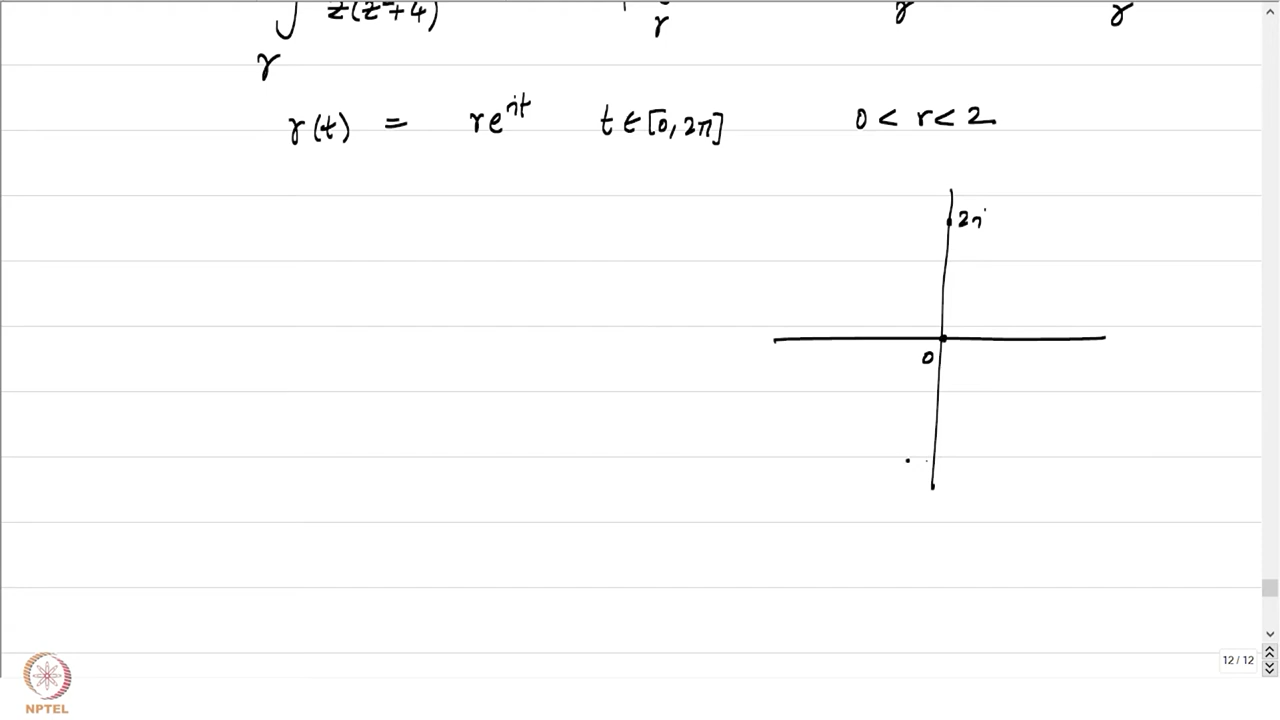 ∫ z(z²+4) γ γ γ
γ
γ(t) = re^{it} t ∈ [0, 2π] 0 < r < 2
2i
0
12 / 12
NPTEL